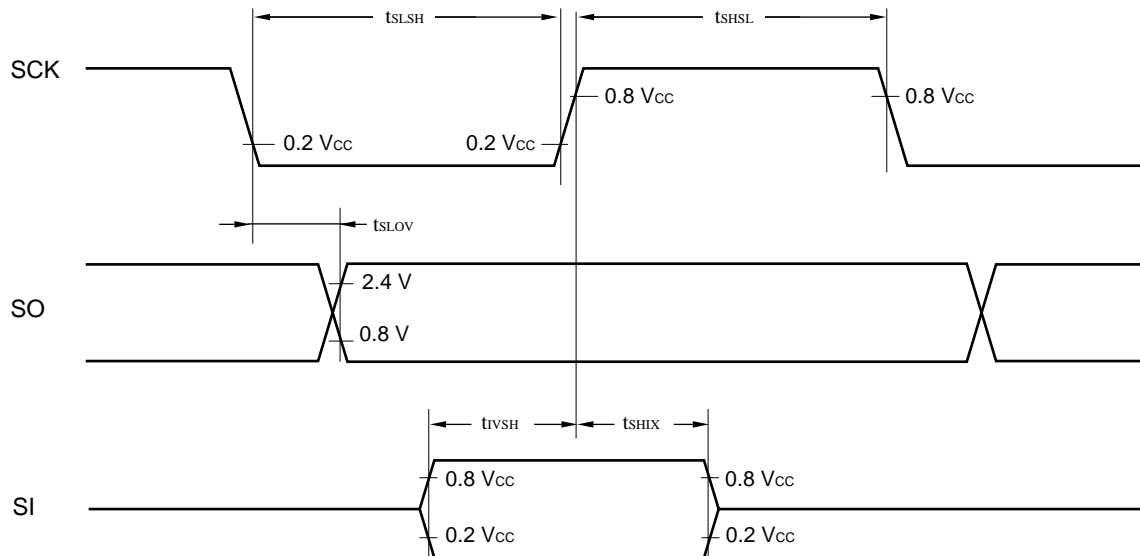 tSLSH tSHSL
SCK
0.8 VCC 0.8 VCC
0.2 VCC 0.2 VCC
tSLOV
2.4 V
SO
0.8 V
tIVSH tSHIX
0.8 VCC 0.8 VCC
SI
0.2 VCC 0.2 VCC